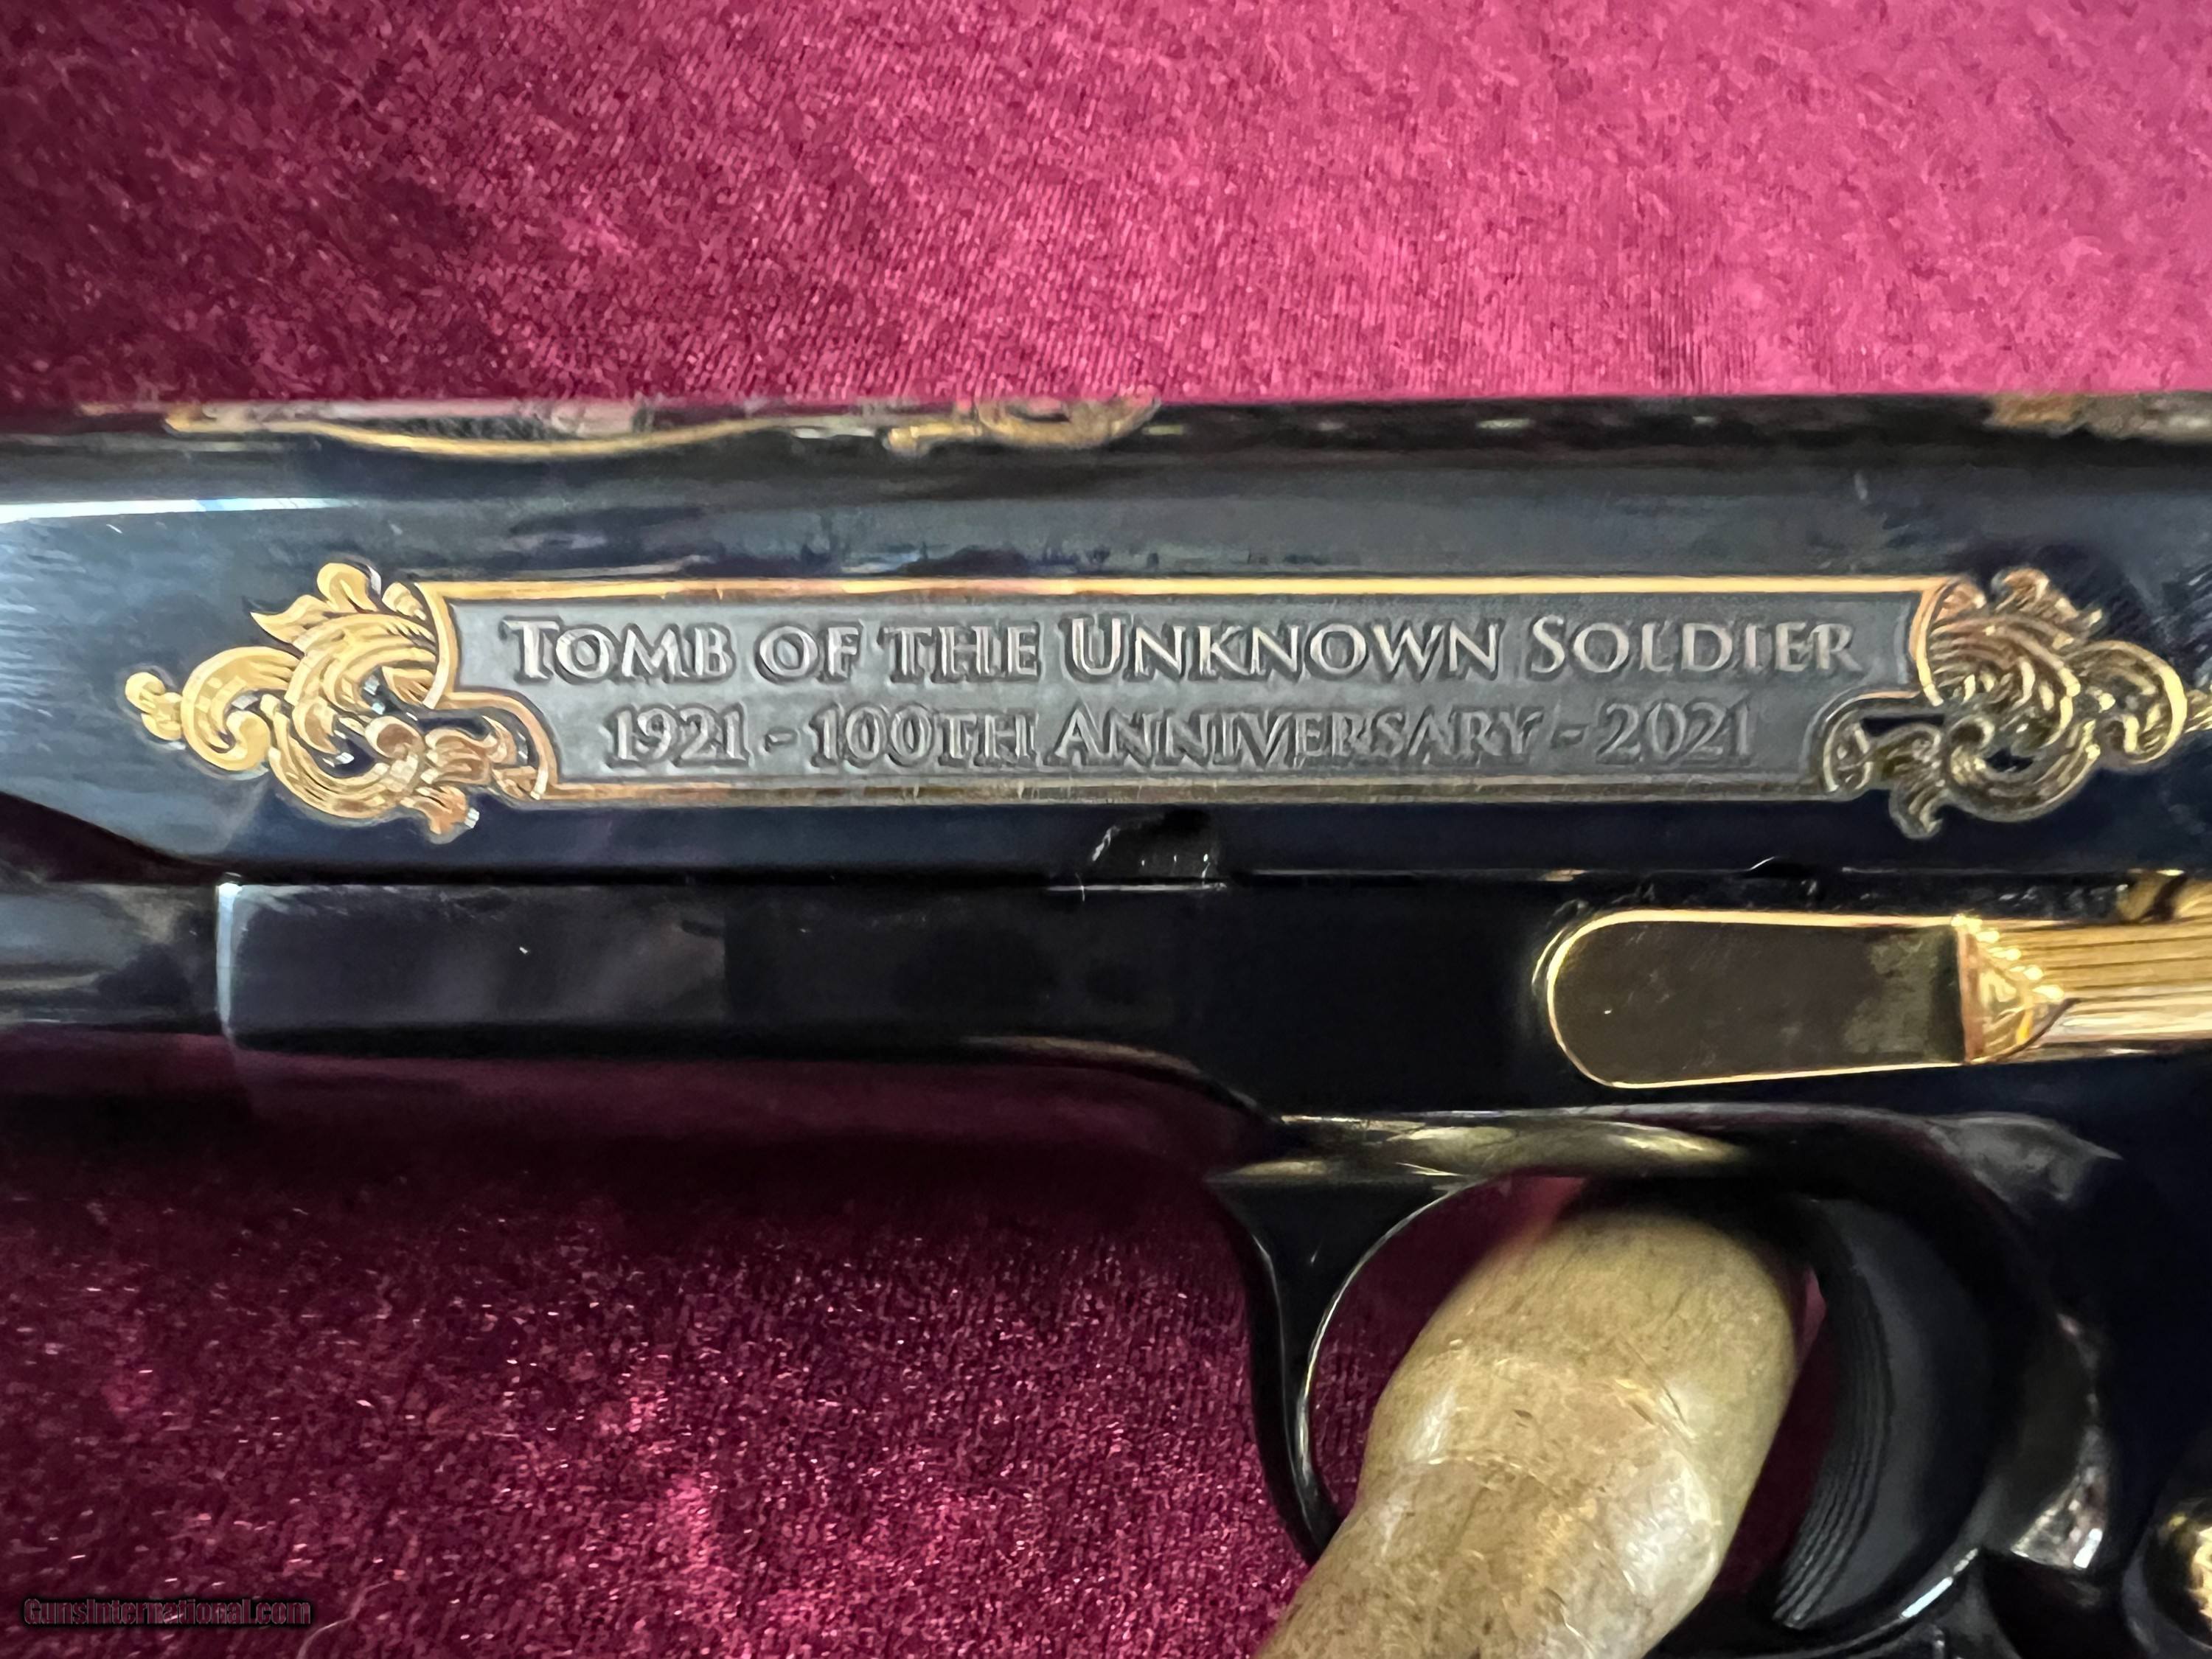 TOMB OF THE UNKNOWN SOLDIER
1921 - 100TH ANNIVERSARY - 2021
GunsInternational.com